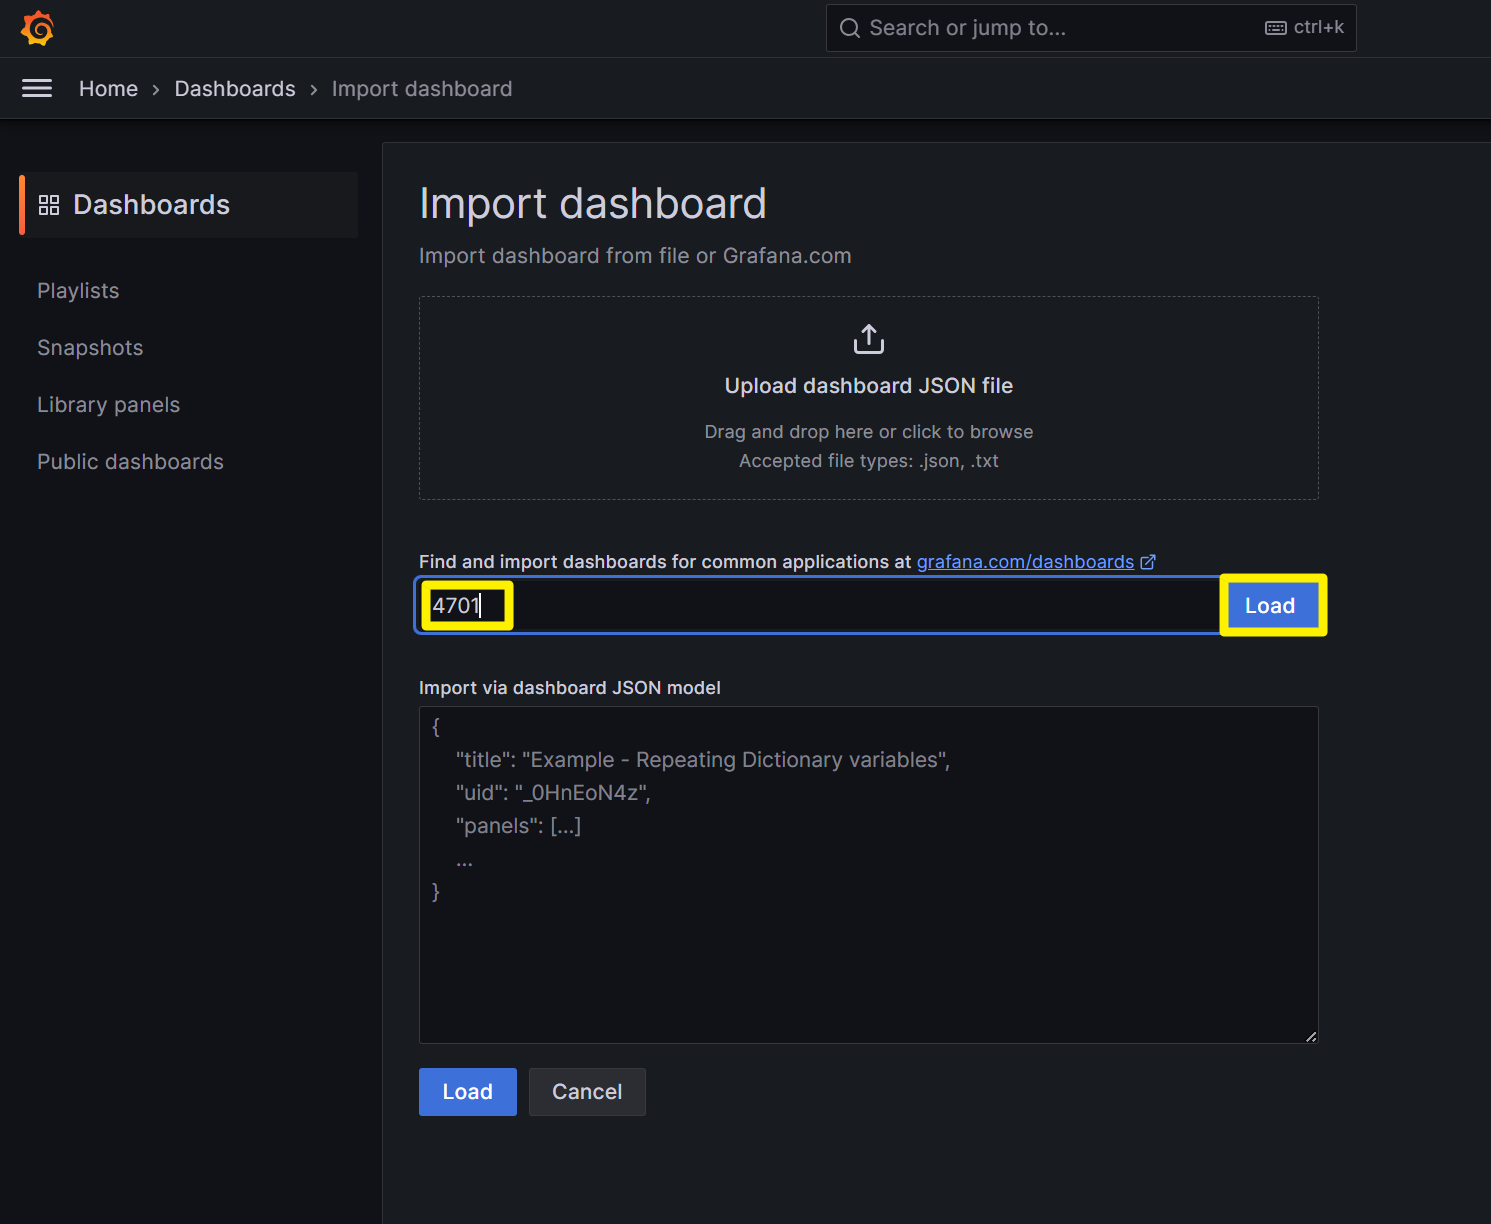 Search or jump to...
ctrl+k
Home › Dashboards › Import dashboard
Dashboards
Playlists
Snapshots
Library panels
Public dashboards
Import dashboard
Import dashboard from file or Grafana.com
Upload dashboard JSON file
Drag and drop here or click to browse
Accepted file types: .json, .txt
Find and import dashboards for common applications at grafana.com/dashboards
4701
Load
Import via dashboard JSON model
{
"title": "Example - Repeating Dictionary variables",
"uid": "_0HnEoN4z",
"panels": [...]
...
}
Load
Cancel